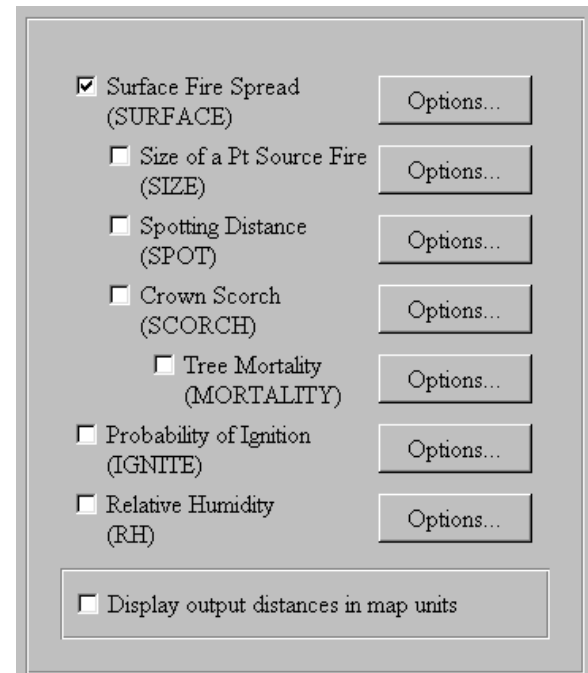 Surface Fire Spread
(SURFACE)
Options...
Size of a Pt Source Fire
(SIZE)
Options...
Spotting Distance
(SPOT)
Options...
Crown Scorch
(SCORCH)
Options...
Tree Mortality
(MORTALITY)
Options...
Probability of Ignition
(IGNITE)
Options...
Relative Humidity
(RH)
Options...
Display output distances in map units